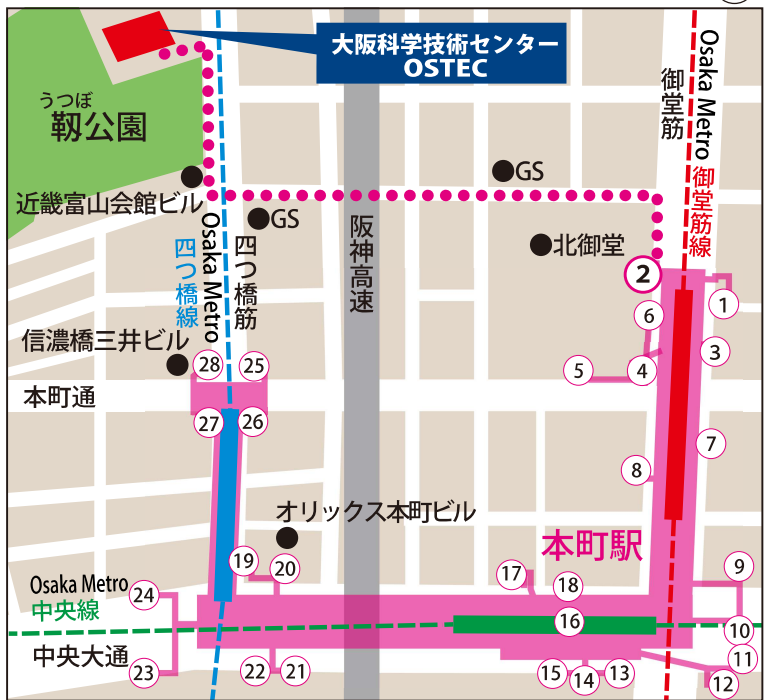 大阪科学技術センター
OSTEC
うつぼ
靱公園
Osaka Metro
御堂筋線
御堂筋
GS
近畿富山会館ビル
GS
Osaka Metro
四つ橋線
四つ橋筋
阪神高速
北御堂
2
1
6
3
信濃橋三井ビル
28
25
5
4
本町通
27
26
7
8
オリックス本町ビル
本町駅
19
20
17
18
9
Osaka Metro
中央線
24
16
10
中央大通
23
22
21
15
14
13
11
12